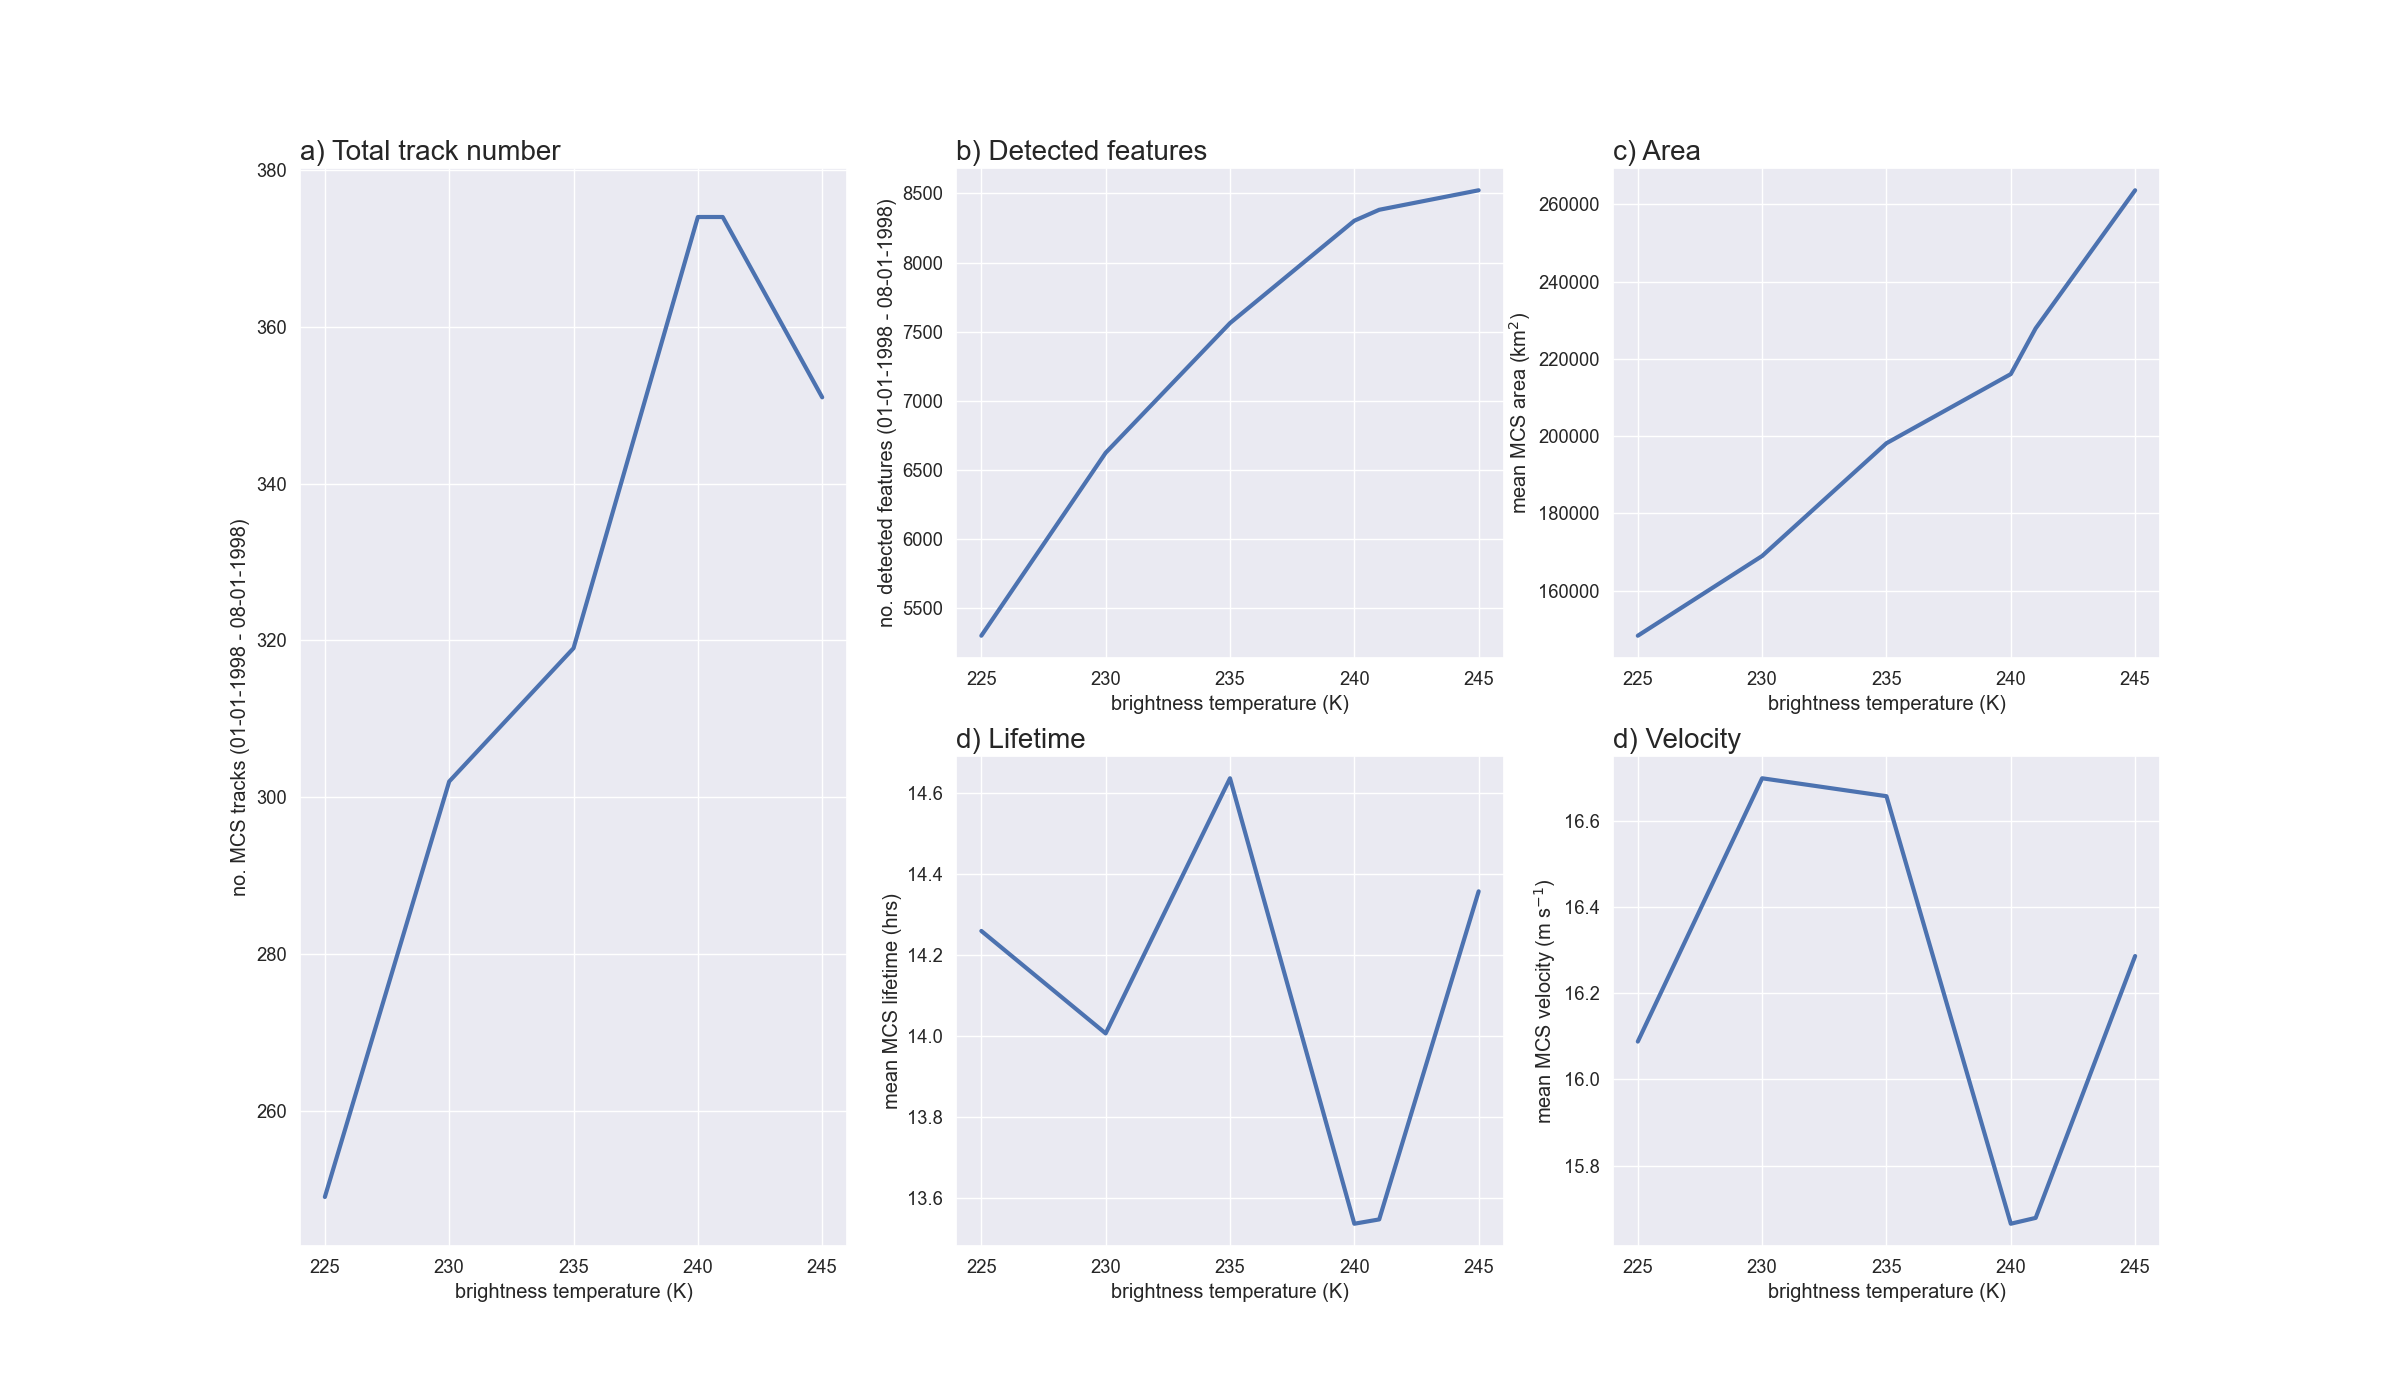 a) Total track number
380
360
340
320
300
280
260
no. MCS tracks (01-01-1998 - 08-01-1998)
225 230 235 240 245
brightness temperature (K)
b) Detected features
8500
8000
7500
7000
6500
6000
5500
no. detected features (01-01-1998 - 08-01-1998)
225 230 235 240 245
brightness temperature (K)
c) Area
260000
240000
220000
200000
180000
160000
mean MCS area (km²)
225 230 235 240 245
brightness temperature (K)
d) Lifetime
14.6
14.4
14.2
14.0
13.8
13.6
mean MCS lifetime (hrs)
225 230 235 240 245
brightness temperature (K)
d) Velocity
16.6
16.4
16.2
16.0
15.8
mean MCS velocity (m s⁻¹)
225 230 235 240 245
brightness temperature (K)